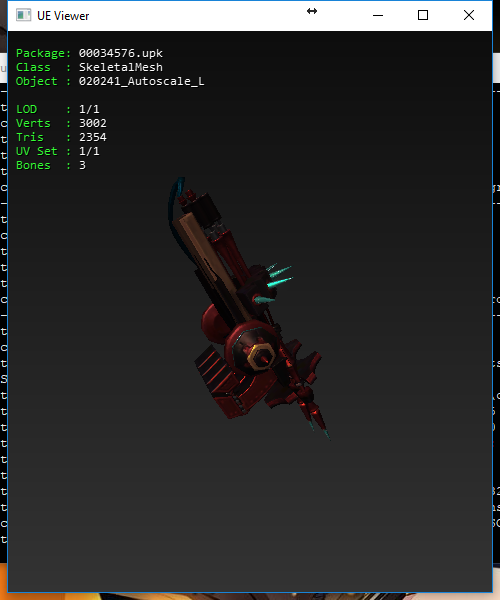 UE Viewer
Package: 00034576.upk
Class : SkeletalMesh
Object : 020241_Autoscale_L
LOD : 1/1
Verts : 3002
Tris : 2354
UV Set : 1/1
Bones : 3